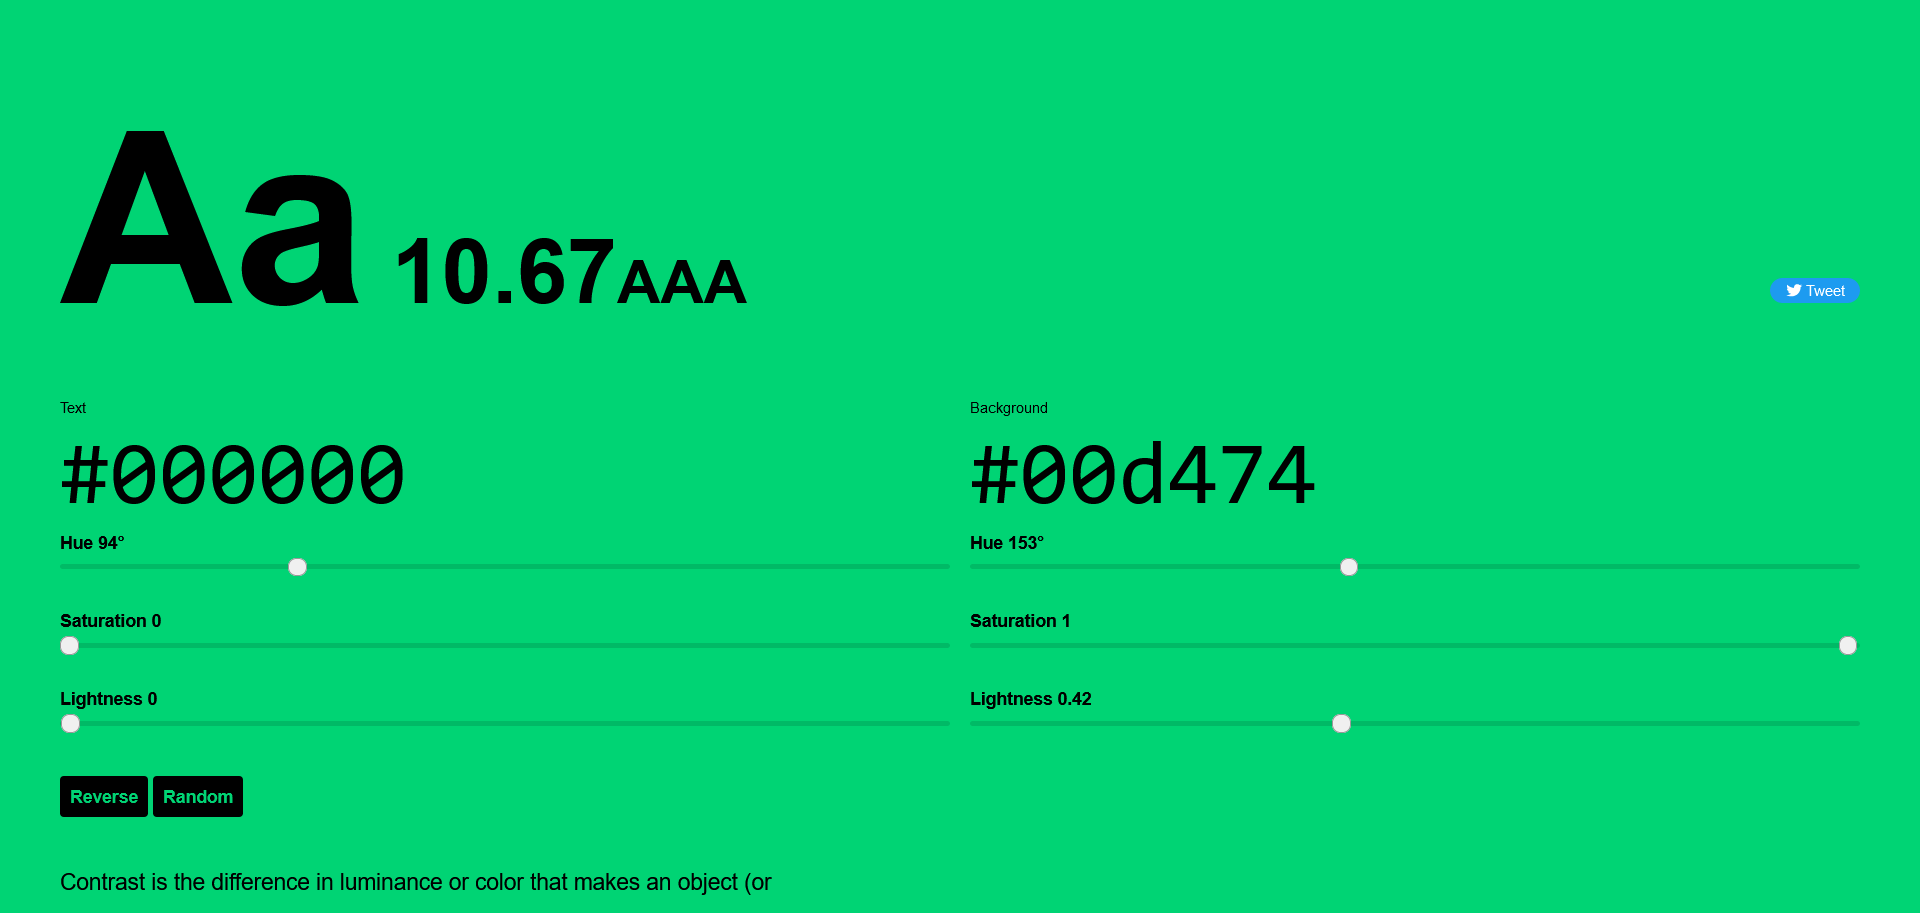 Aa 10.67AAA
Tweet
Text
#000000
Hue 94°
Saturation 0
Lightness 0
Background
#00d474
Hue 153°
Saturation 1
Lightness 0.42
Reverse Random
Contrast is the difference in luminance or color that makes an object (or